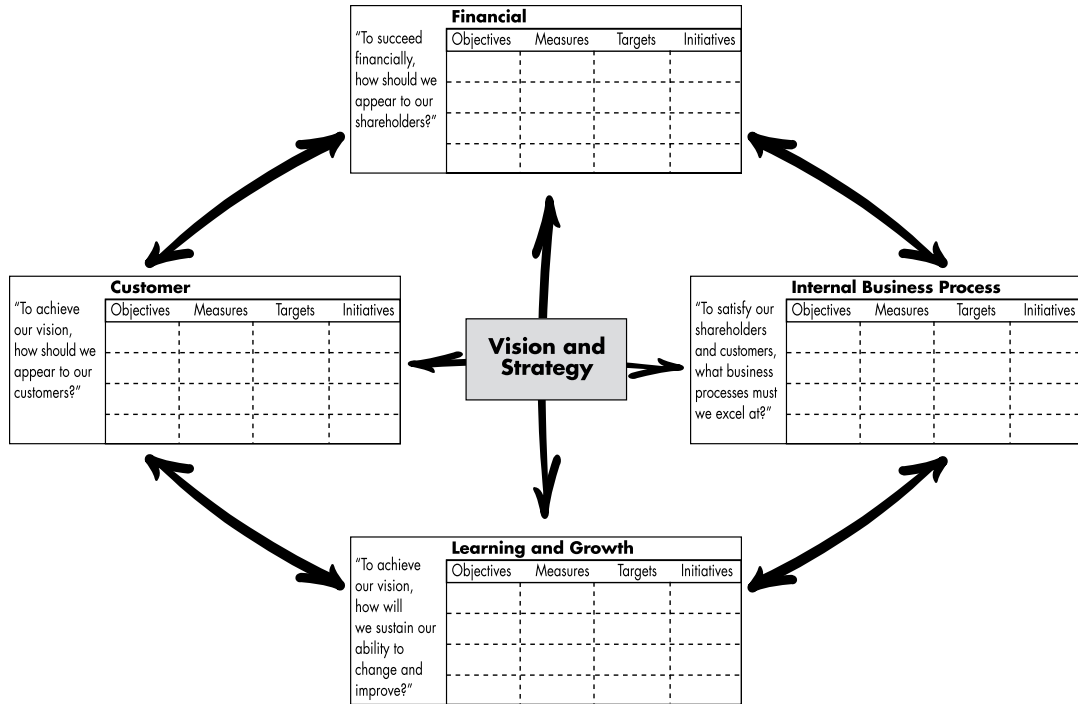 Financial
“To succeed
financially,
how should we
appear to our
shareholders?”
Objectives Measures Targets Initiatives
Customer
“To achieve
our vision,
how should we
appear to our
customers?”
Objectives Measures Targets Initiatives
Vision and
Strategy
Internal Business Process
“To satisfy our
shareholders
and customers,
what business
processes must
we excel at?”
Objectives Measures Targets Initiatives
Learning and Growth
“To achieve
our vision,
how will
we sustain our
ability to
change and
improve?”
Objectives Measures Targets Initiatives